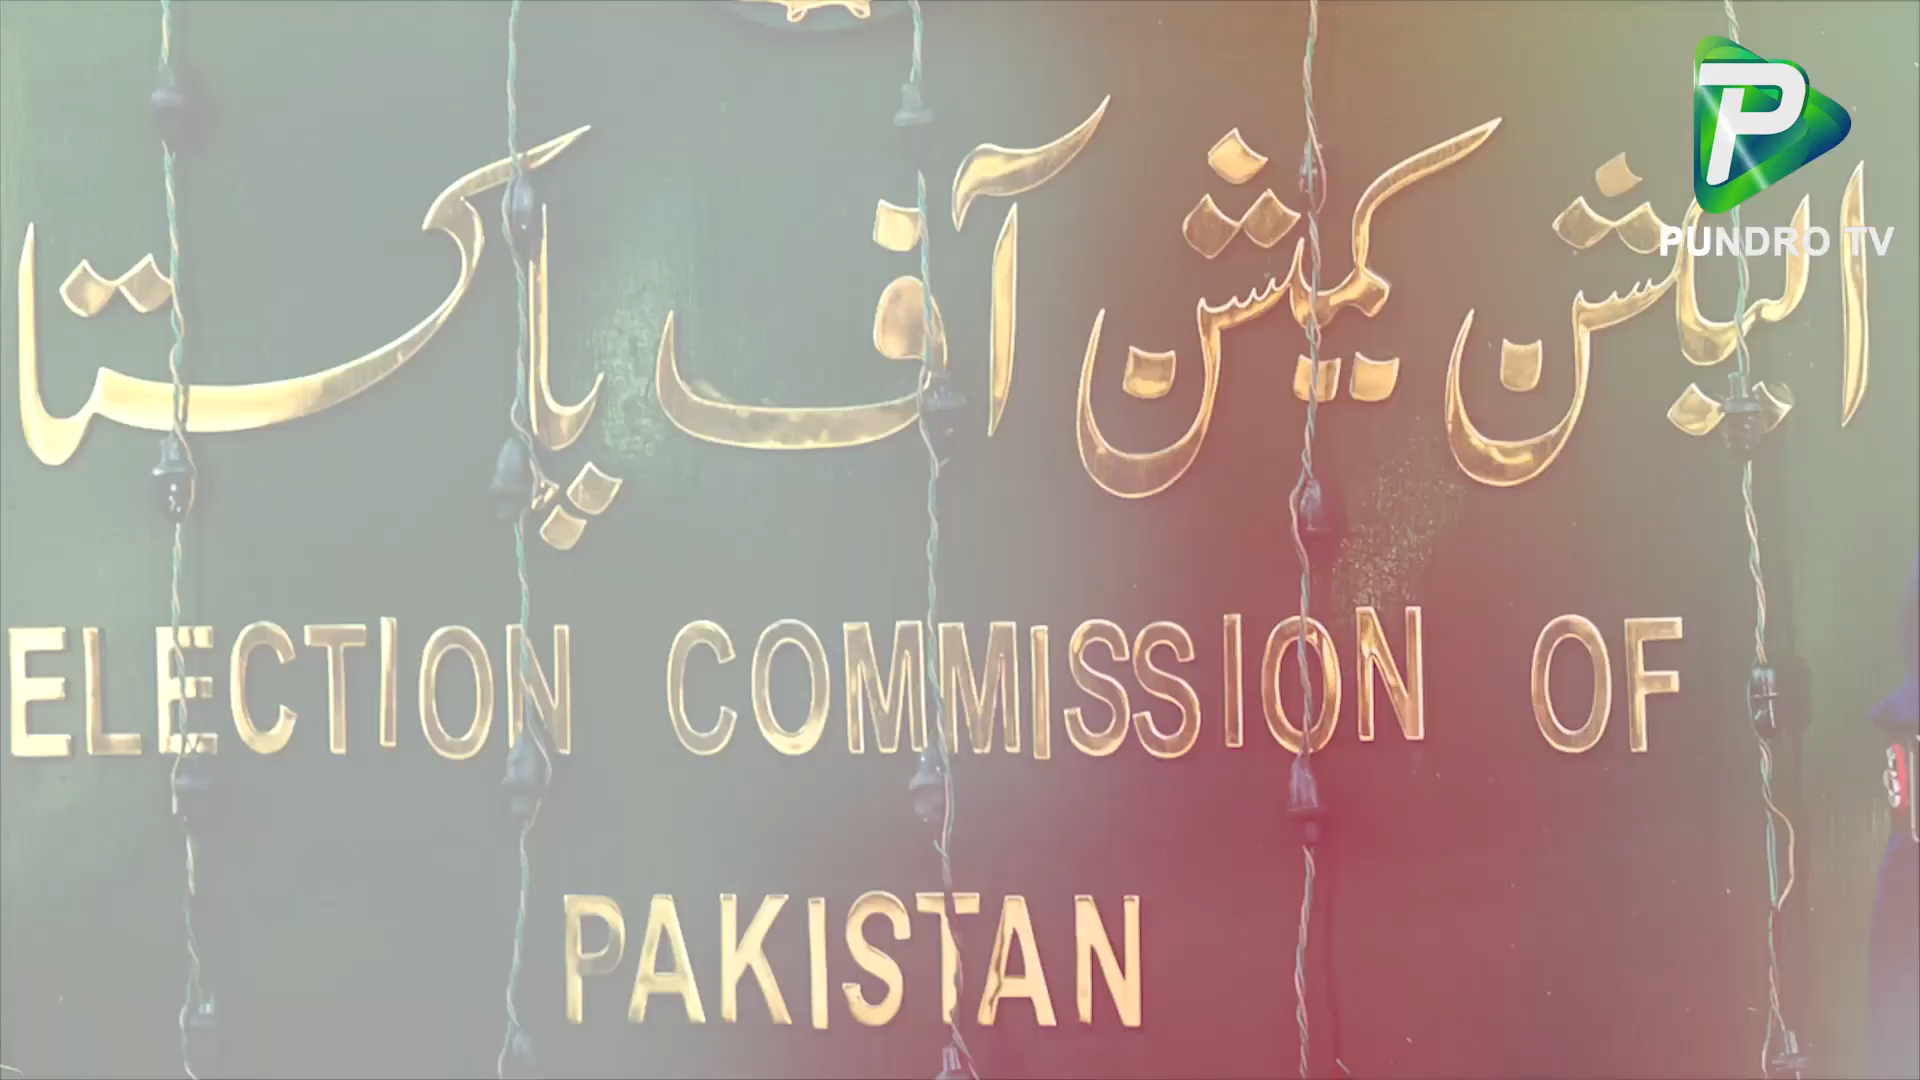 الیکشن کمیشن آف پاکستا
ELECTION COMMISSION OF
PAKISTAN
P
PUNDRO TV